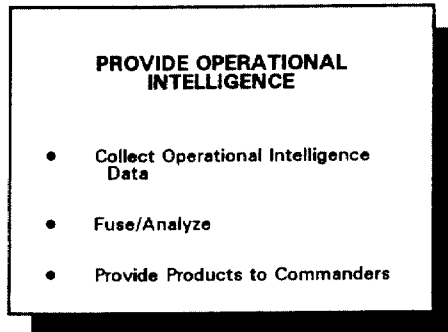 PROVIDE OPERATIONAL
INTELLIGENCE
• Collect Operational Intelligence
Data
• Fuse/Analyze
• Provide Products to Commanders